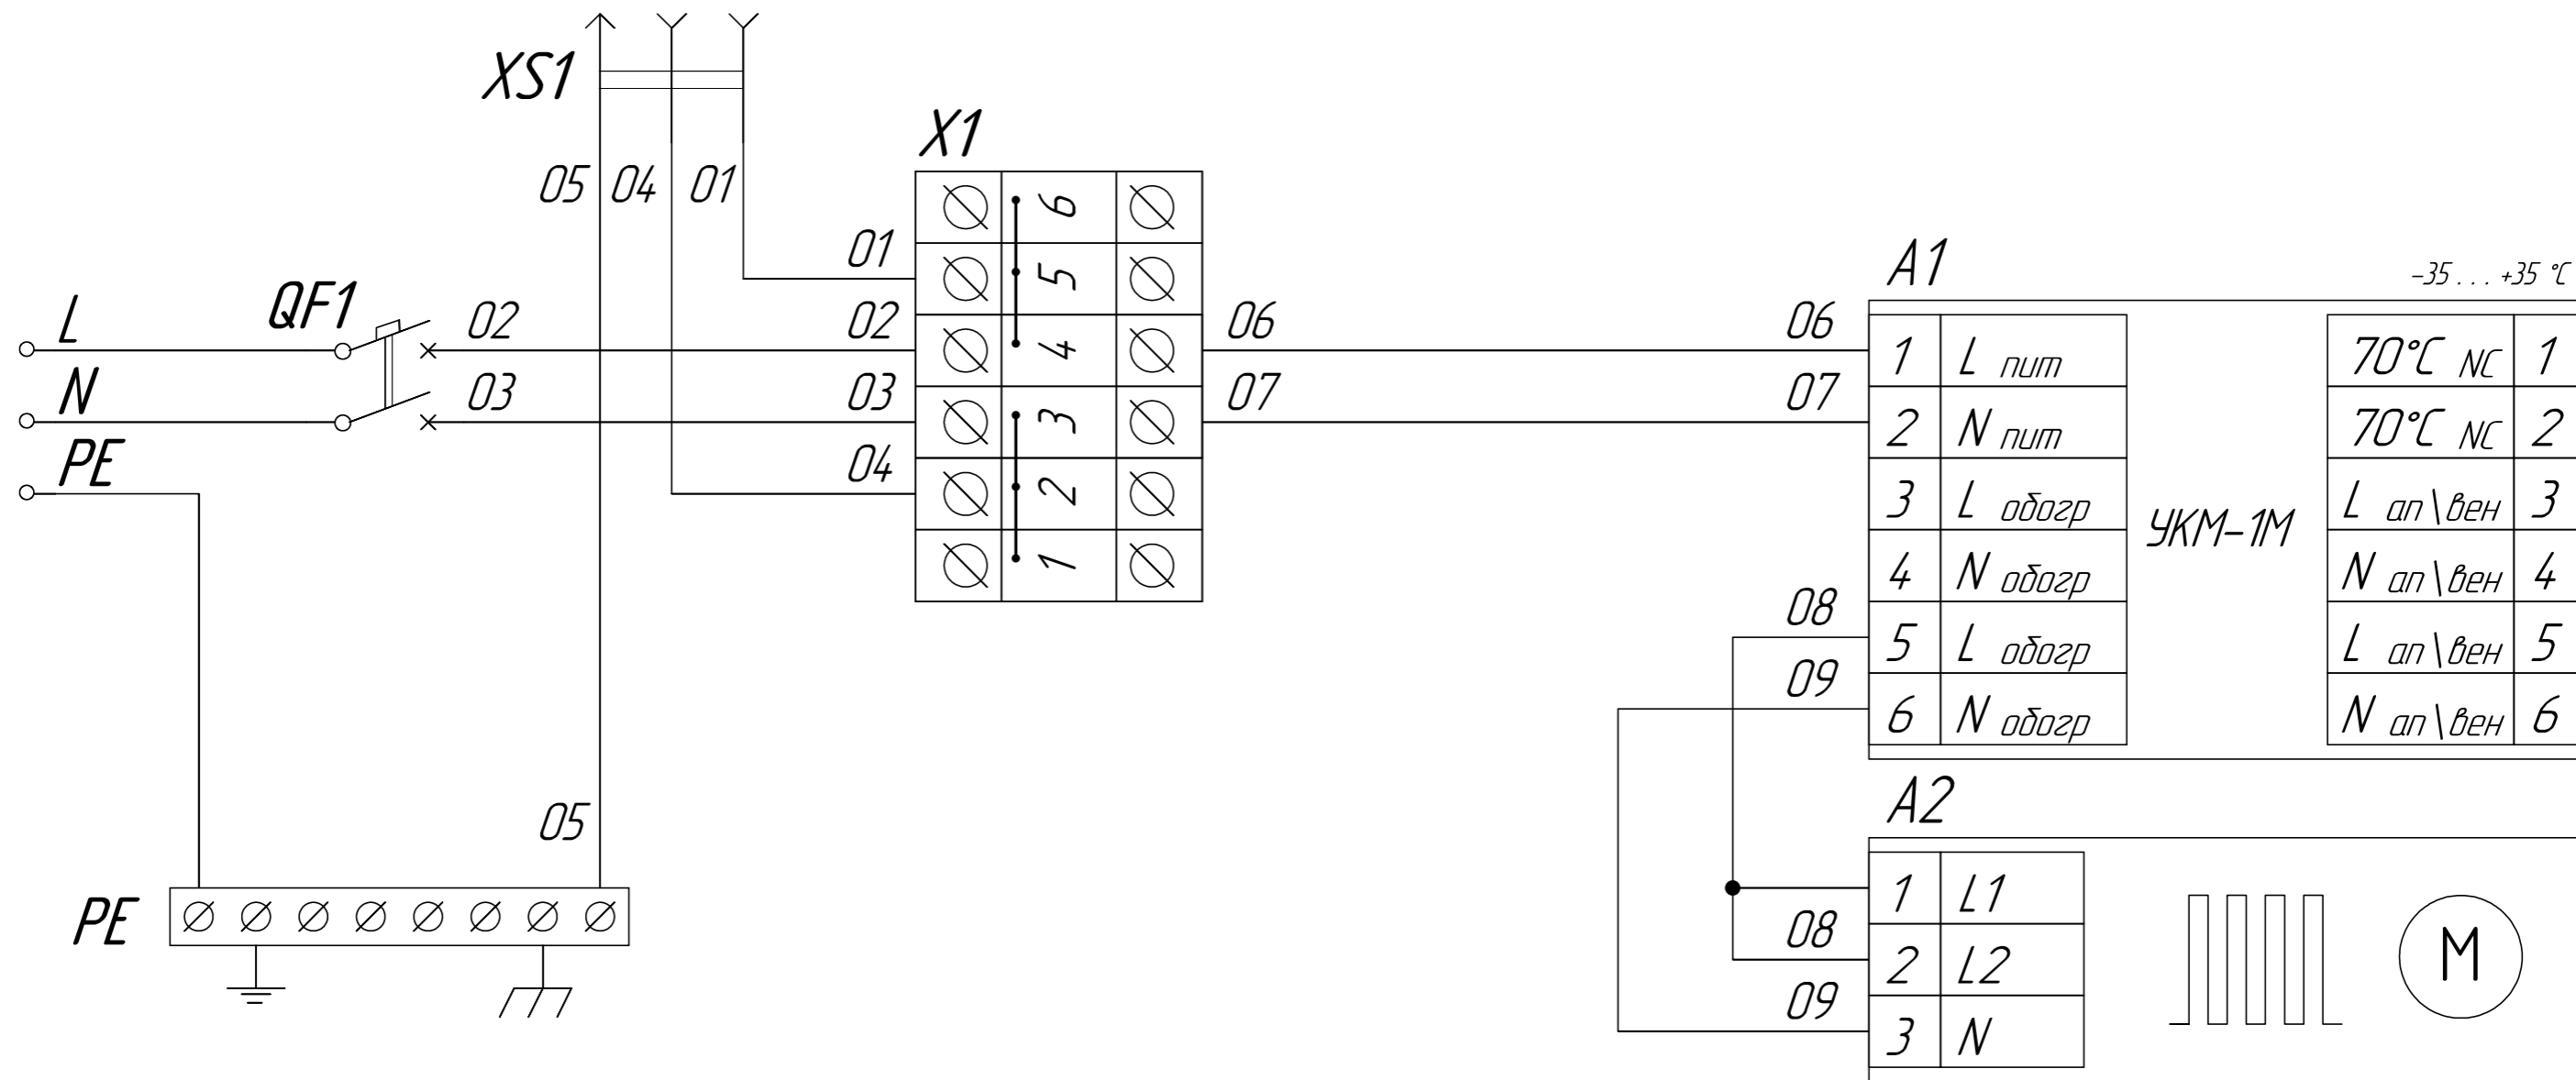 XS1
X1
05 04 01
6
01
5
A1
-35 . . . +35 °C
L QF1 02 02 4 06 06 1 L пит 70°C NC 1
N 03 03 3 07 07 2 N пит 70°C NC 2
PE 04 2 3 L обогр УКМ-1М L ап\вен 3
1 4 N обогр N ап\вен 4
08 5 L обогр L ап\вен 5
09 6 N обогр N ап\вен 6
05
A2
PE
1 L1
08 2 L2 M
09 3 N